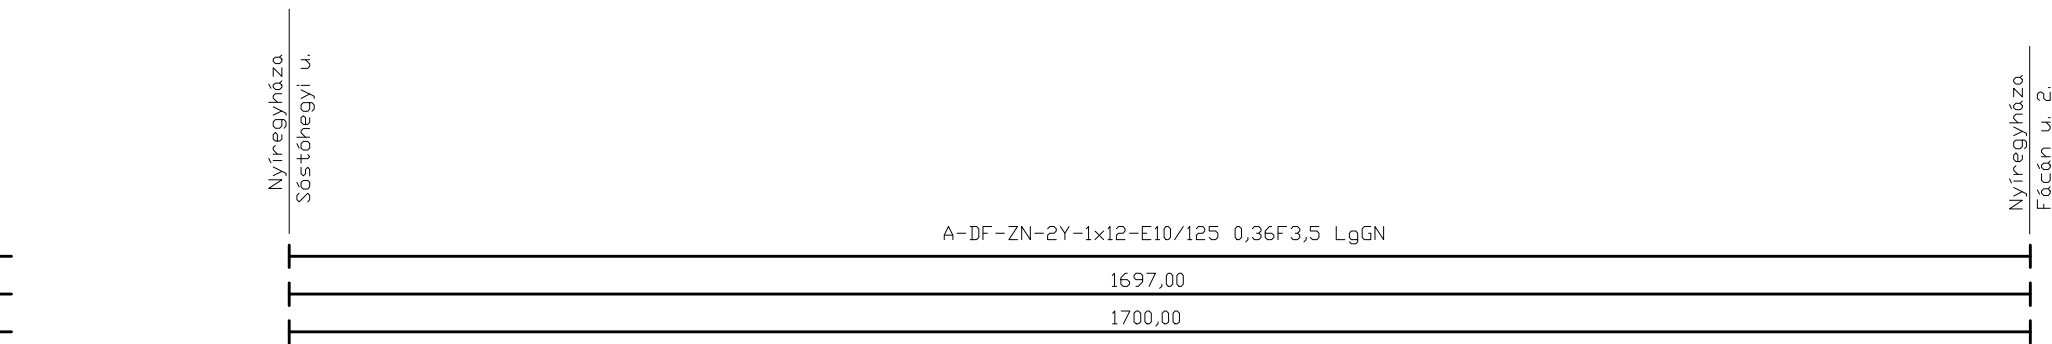 Nyíregyháza
Sóstóhegyi u.
Nyíregyháza
Fácán u. 2.
A-DF-ZN-2Y-1x12-E10/125 0,36F3,5 LgGN
1697,00
1700,00